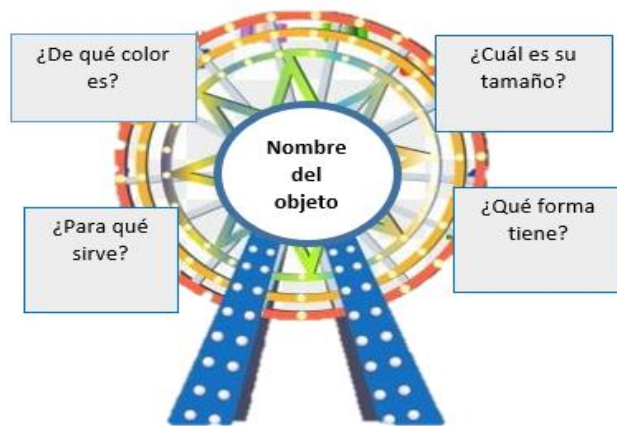 ¿De qué color
es?
¿Cuál es su
tamaño?
Nombre
del
objeto
¿Para qué
sirve?
¿Qué forma
tiene?